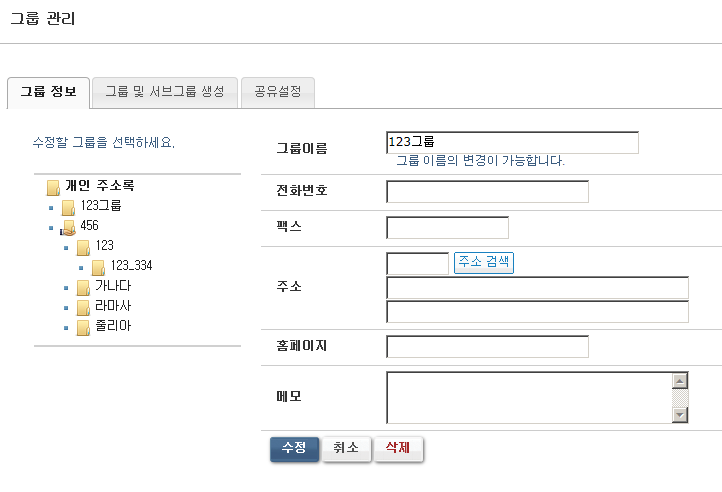 그룹 관리
그룹 정보
그룹 및 서브그룹 생성
공유설정
수정할 그룹을 선택하세요.
개인 주소록
123그룹
456
123
123_334
가나다
라마사
줄리아
그룹이름
123그룹
그룹 이름의 변경이 가능합니다.
전화번호
팩스
주소
주소 검색
홈페이지
메모
수정
취소
삭제